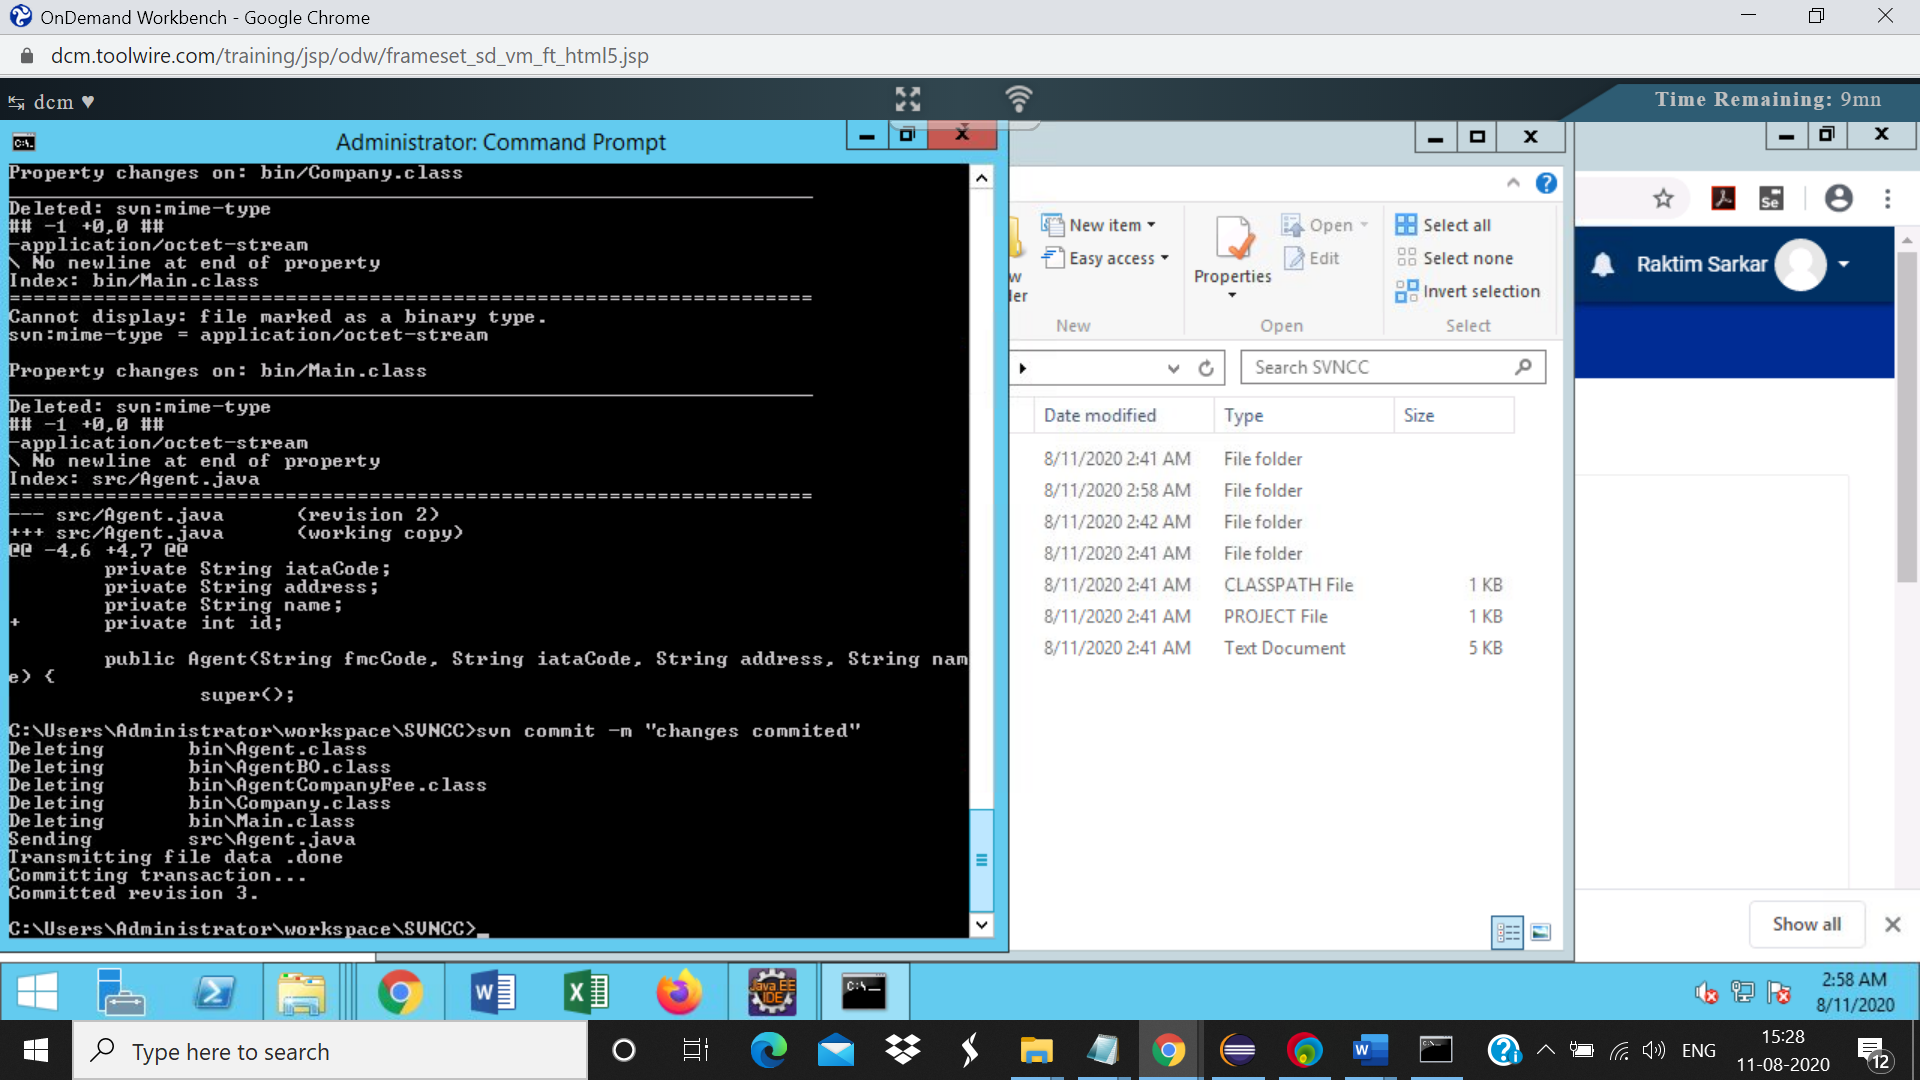 OnDemand Workbench - Google Chrome
dcm.toolwire.com/training/jsp/odw/frameset_sd_vm_ft_html5.jsp
dcm ♥
Time Remaining: 9mn
Administrator: Command Prompt
Property changes on: bin/Company.class
___________________________________________________________________
Deleted: svn:mime-type
## -1 +0,0 ##
-application/octet-stream
\ No newline at end of property
Index: bin/Main.class
===================================================================
Cannot display: file marked as a binary type.
svn:mime-type = application/octet-stream
Property changes on: bin/Main.class
___________________________________________________________________
Deleted: svn:mime-type
## -1 +0,0 ##
-application/octet-stream
\ No newline at end of property
Index: src/Agent.java
===================================================================
--- src/Agent.java (revision 2)
+++ src/Agent.java (working copy)
@@ -4,6 +4,7 @@
private String iataCode;
private String address;
private String name;
+ private int id;
public Agent(String fmcCode, String iataCode, String address, String nam
e) {
super();
C:\Users\Administrator\workspace\SVNCC>svn commit -m "changes commited"
Deleting bin\Agent.class
Deleting bin\AgentBO.class
Deleting bin\AgentCompanyFee.class
Deleting bin\Company.class
Deleting bin\Main.class
Sending src\Agent.java
Transmitting file data .done
Committing transaction...
Committed revision 3.
C:\Users\Administrator\workspace\SVNCC>_
w
der
New item
Easy access
New
Properties
Open
Edit
Open
Select all
Select none
Invert selection
Select
Search SVNCC
Date modified Type Size
8/11/2020 2:41 AM File folder
8/11/2020 2:58 AM File folder
8/11/2020 2:42 AM File folder
8/11/2020 2:41 AM File folder
8/11/2020 2:41 AM CLASSPATH File 1 KB
8/11/2020 2:41 AM PROJECT File 1 KB
8/11/2020 2:41 AM Text Document 5 KB
Se
Raktim Sarkar
Show all
Java EE
IDE
2:58 AM
8/11/2020
Type here to search
ENG
15:28
11-08-2020
12